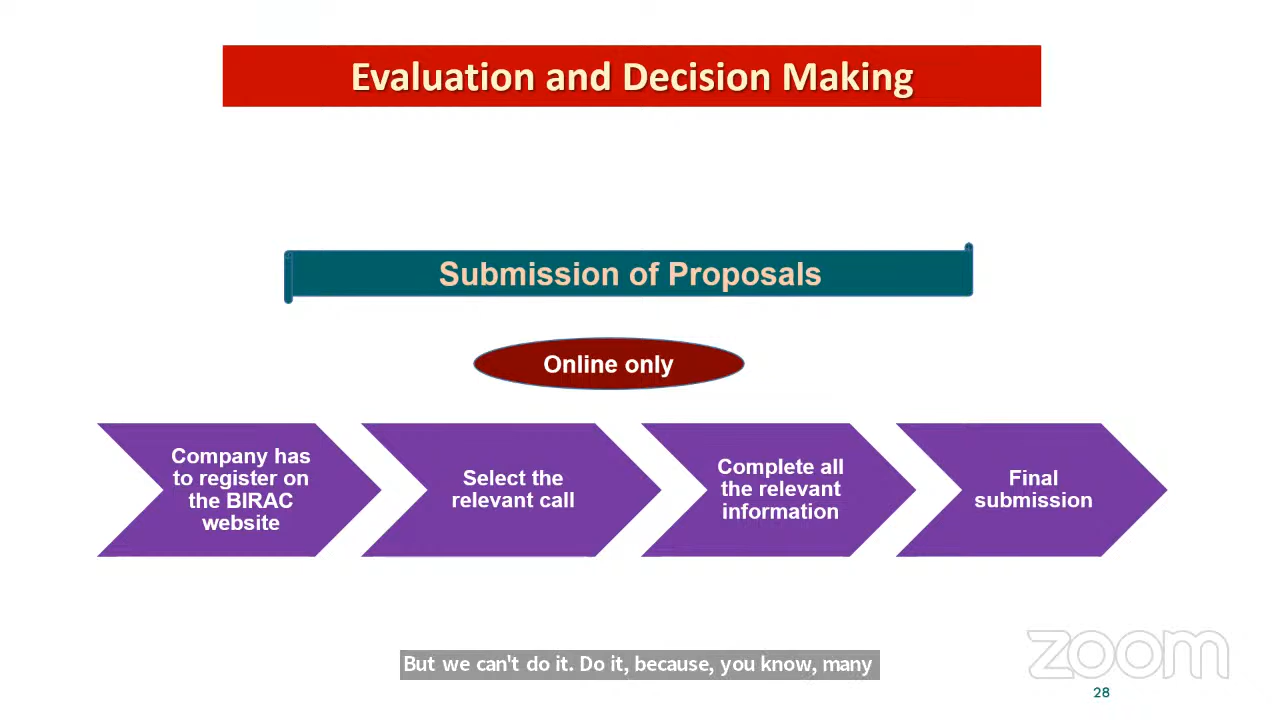 Evaluation and Decision Making
Submission of Proposals
Online only
Company has
to register on
the BIRAC
website
Select the
relevant call
Complete all
the relevant
information
Final
submission
But we can't do it. Do it, because, you know, many
zoom
28